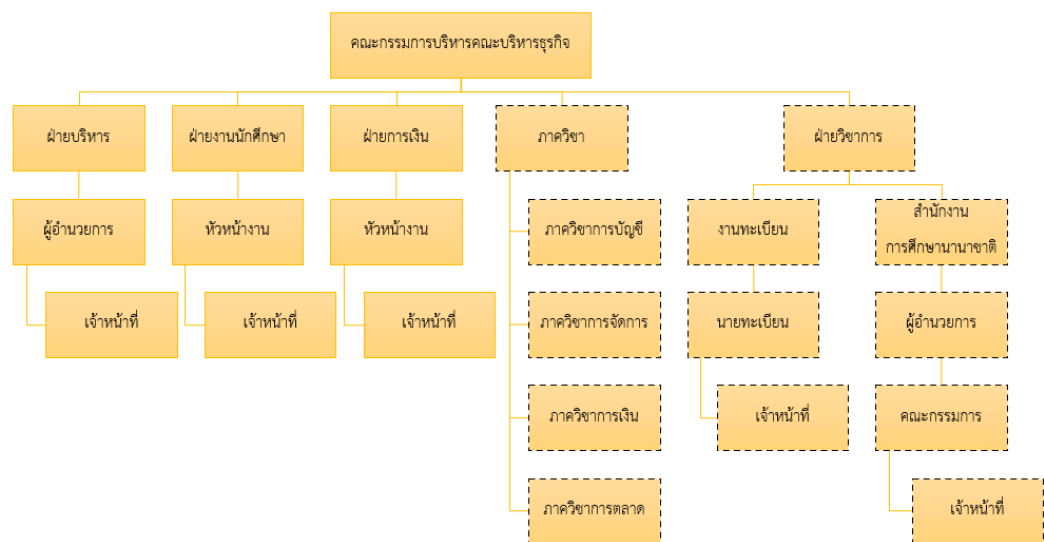 คณะกรรมการบริหารคณะบริหารธุรกิจ
ฝ่ายบริหาร
ฝ่ายงานนักศึกษา
ฝ่ายการเงิน
ภาควิชา
ฝ่ายวิชาการ
ผู้อำนวยการ
หัวหน้างาน
หัวหน้างาน
ภาควิชาการบัญชี
งานทะเบียน
สำนักงาน
การศึกษานานาชาติ
เจ้าหน้าที่
เจ้าหน้าที่
เจ้าหน้าที่
ภาควิชาการจัดการ
นายทะเบียน
ผู้อำนวยการ
ภาควิชาการเงิน
เจ้าหน้าที่
คณะกรรมการ
ภาควิชาการตลาด
เจ้าหน้าที่